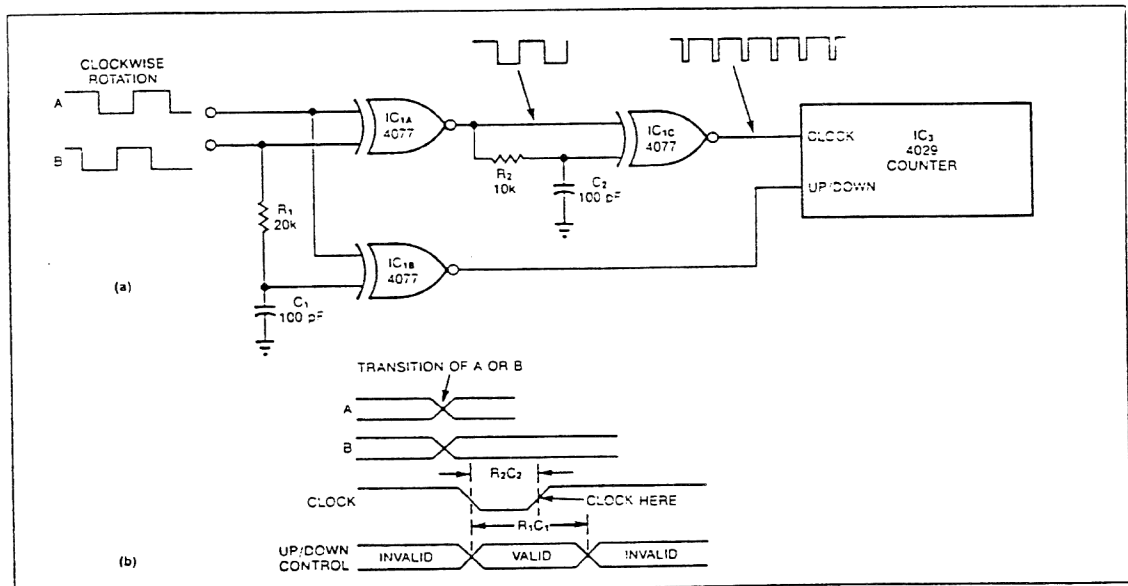 CLOCKWISE
ROTATION
A
B
IC1A
4077
R2
10k
C2
100 pF
IC1C
4077
CLOCK
UP/DOWN
IC3
4029
COUNTER
R1
20k
IC1B
4077
C1
100 pF
(a)
TRANSITION OF A OR B
A
B
R2C2
CLOCK
CLOCK HERE
R1C1
UP/DOWN
CONTROL
INVALID
VALID
INVALID
(b)